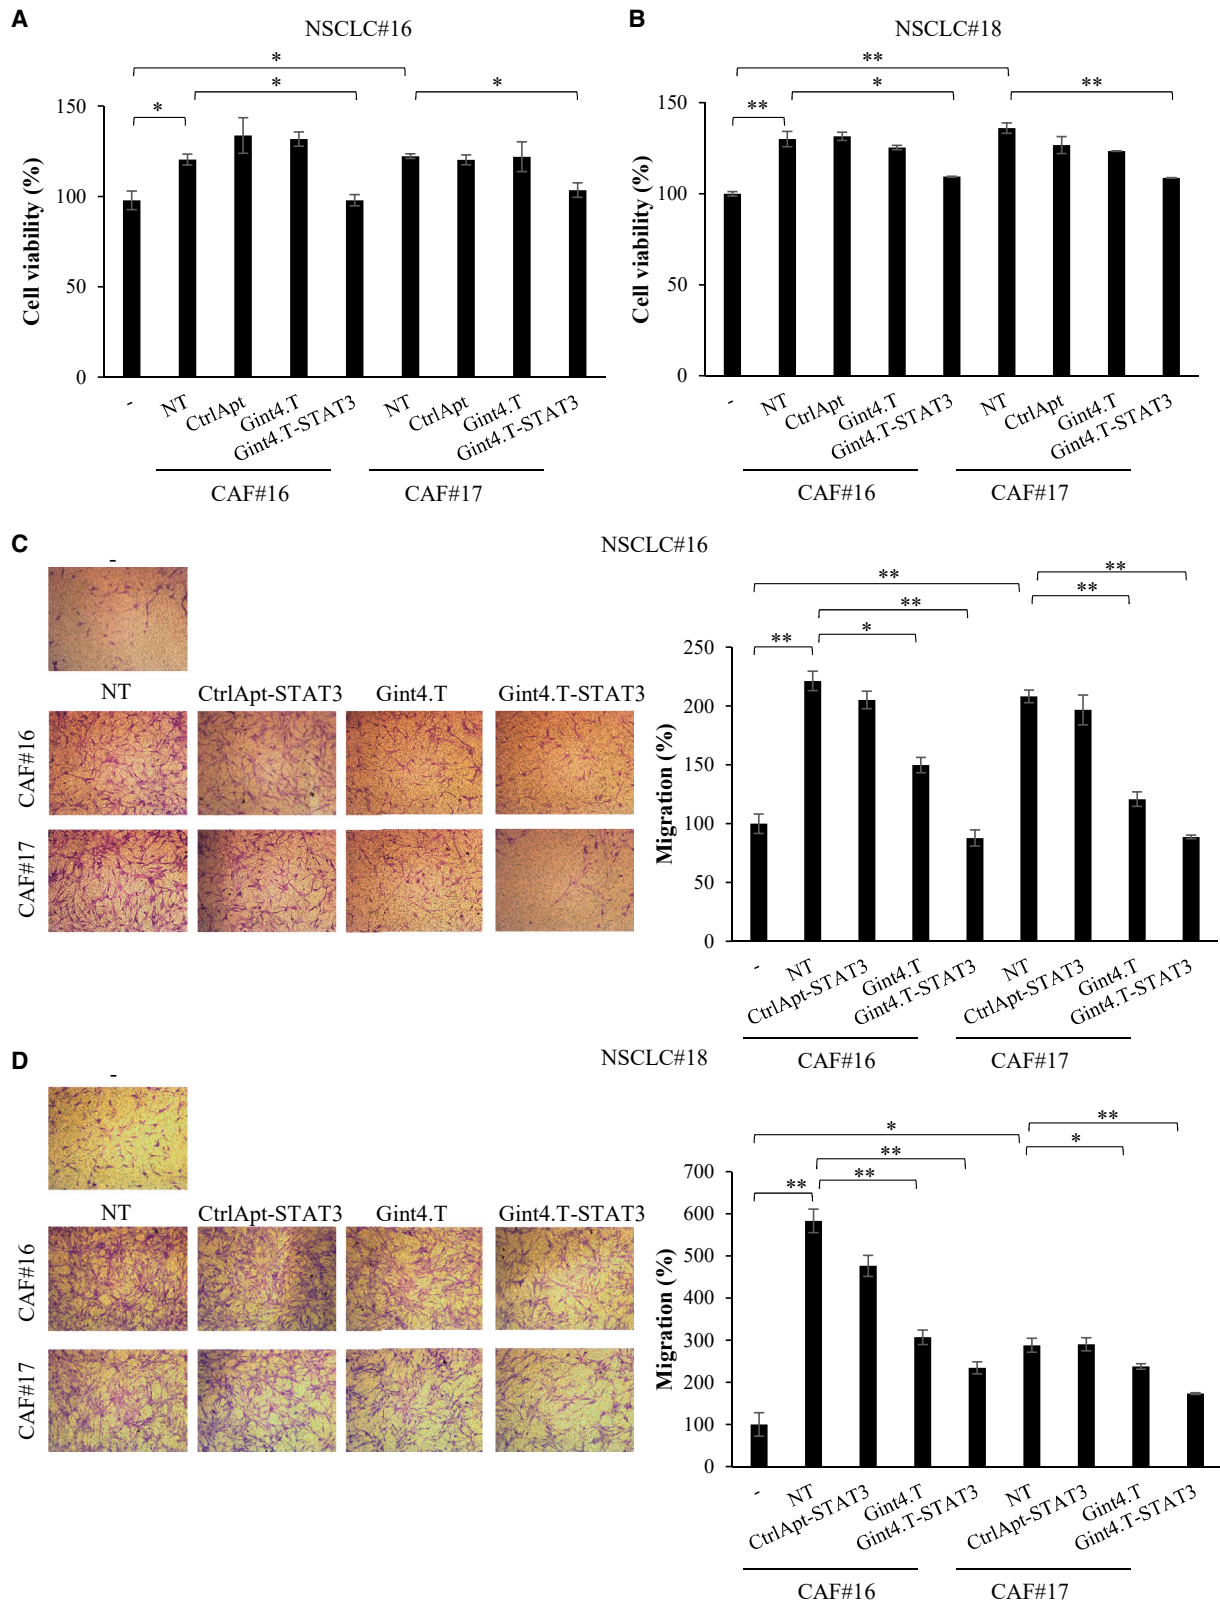 A
NSCLC#16
*
*
*
*
Cell viability (%)
150
100
50
0
-
NT
CtrlApt
Gint4.T
Gint4.T-STAT3
NT
CtrlApt
Gint4.T
Gint4.T-STAT3
CAF#16
CAF#17
B
NSCLC#18
**
*
**
**
Cell viability (%)
150
100
50
0
-
NT
CtrlApt
Gint4.T
Gint4.T-STAT3
NT
CtrlApt
Gint4.T
Gint4.T-STAT3
CAF#16
CAF#17
C
NSCLC#16
-
NT
CtrlApt-STAT3
Gint4.T
Gint4.T-STAT3
CAF#16
CAF#17
**
**
**
**
*
**
Migration (%)
250
200
150
100
50
0
-
NT
CtrlApt-STAT3
Gint4.T
Gint4.T-STAT3
NT
CtrlApt-STAT3
Gint4.T
Gint4.T-STAT3
CAF#16
CAF#17
D
NSCLC#18
-
NT
CtrlApt-STAT3
Gint4.T
Gint4.T-STAT3
CAF#16
CAF#17
**
*
*
**
**
**
Migration (%)
700
600
500
400
300
200
100
0
-
NT
CtrlApt-STAT3
Gint4.T
Gint4.T-STAT3
NT
CtrlApt-STAT3
Gint4.T
Gint4.T-STAT3
CAF#16
CAF#17